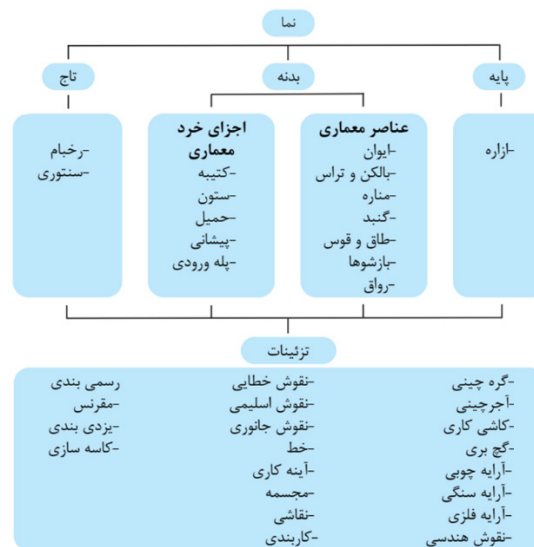 نما
پایه
بدنه
تاج
-ازاره
عناصر معماری
-ایوان
-بالکن و تراس
-مناره
-گنبد
-طاق و قوس
-بازشوها
-رواق
اجزای خرد
معماری
-کتیبه
-ستون
-حمیل
-پیشانی
-پله ورودی
-رخبام
-سنتوری
تزئینات
-گره چینی
-آجرچینی
-کاشی کاری
-گچ بری
-آرایه چوبی
-آرایه سنگی
-آرایه فلزی
-نقوش هندسی
-نقوش خطایی
-نقوش اسلیمی
-نقوش جانوری
-خط
-آینه کاری
-مجسمه
-نقاشی
-کاربندی
رسمی بندی
-مقرنس
-یزدی بندی
-کاسه سازی